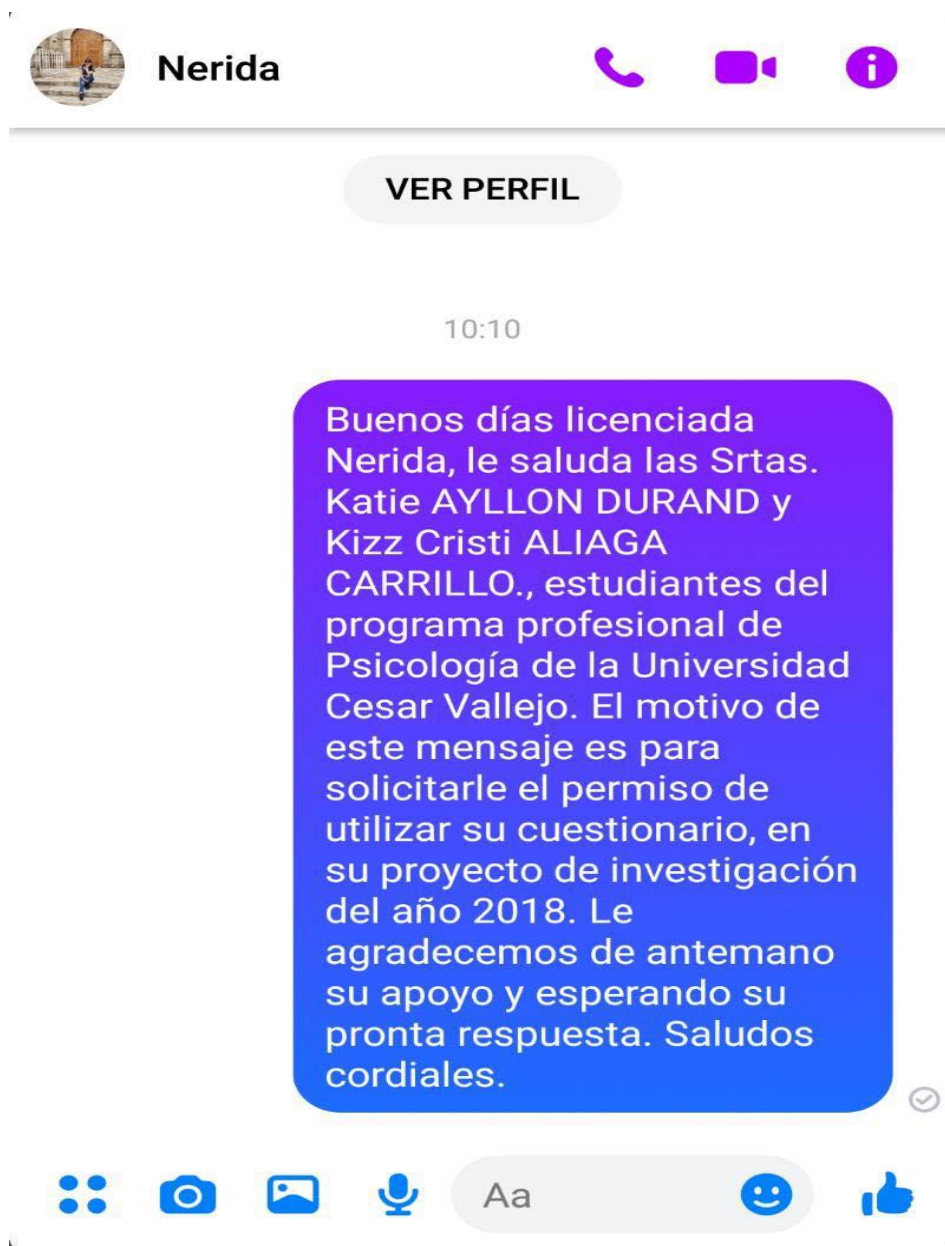 Nerida
VER PERFIL
10:10
Buenos días licenciada
Nerida, le saluda las Srtas.
Katie AYLLON DURAND y
Kizz Cristi ALIAGA
CARRILLO., estudiantes del
programa profesional de
Psicología de la Universidad
Cesar Vallejo. El motivo de
este mensaje es para
solicitarle el permiso de
utilizar su cuestionario, en
su proyecto de investigación
del año 2018. Le
agradecemos de antemano
su apoyo y esperando su
pronta respuesta. Saludos
cordiales.
Aa